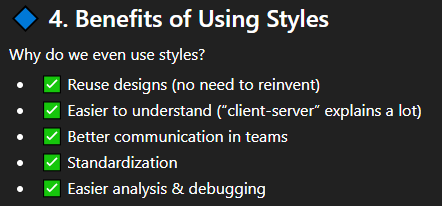 🔷 4. Benefits of Using Styles
Why do we even use styles?
• ✅ Reuse designs (no need to reinvent)
• ✅ Easier to understand (“client-server” explains a lot)
• ✅ Better communication in teams
• ✅ Standardization
• ✅ Easier analysis & debugging